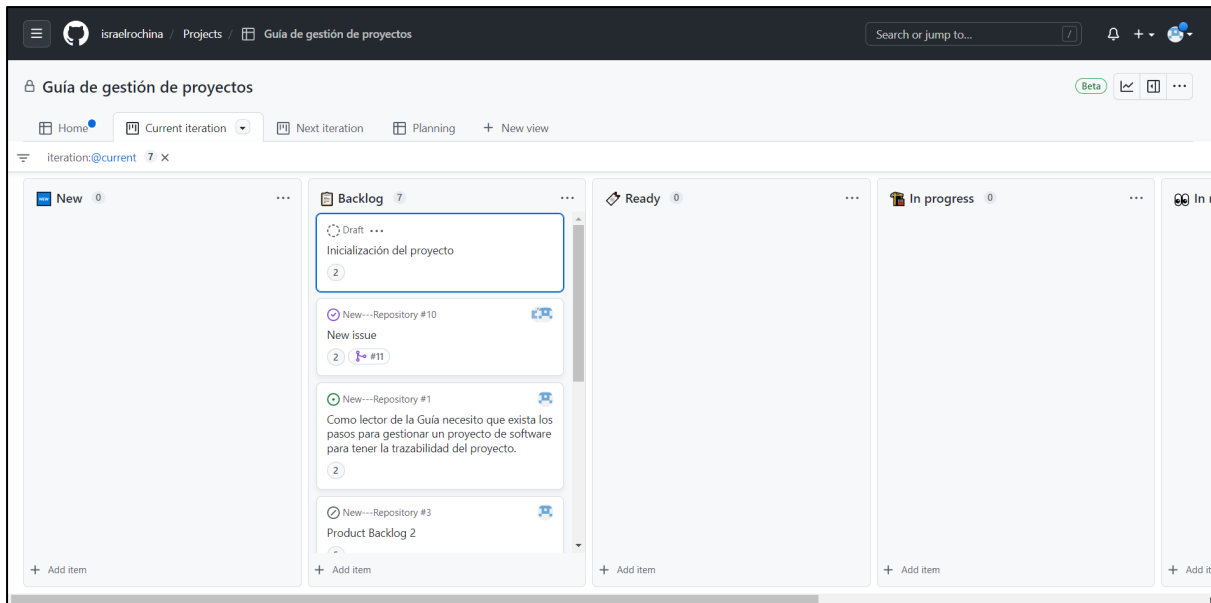 israelrochina / Projects / Guía de gestión de proyectos
Search or jump to... /
Guía de gestión de proyectos
Beta
Home
Current iteration
Next iteration
Planning
+ New view
iteration:@current 7 ×
NEW New 0 ...
Backlog 7 ...
Ready 0 ...
In progress 0 ...
In r
Draft ...
Inicialización del proyecto
2
New---Repository #10
New issue
2 #11
New---Repository #1
Como lector de la Guía necesito que exista los
pasos para gestionar un proyecto de software
para tener la trazabilidad del proyecto.
2
New---Repository #3
Product Backlog 2
+ Add item
+ Add item
+ Add item
+ Add item
+ Add it